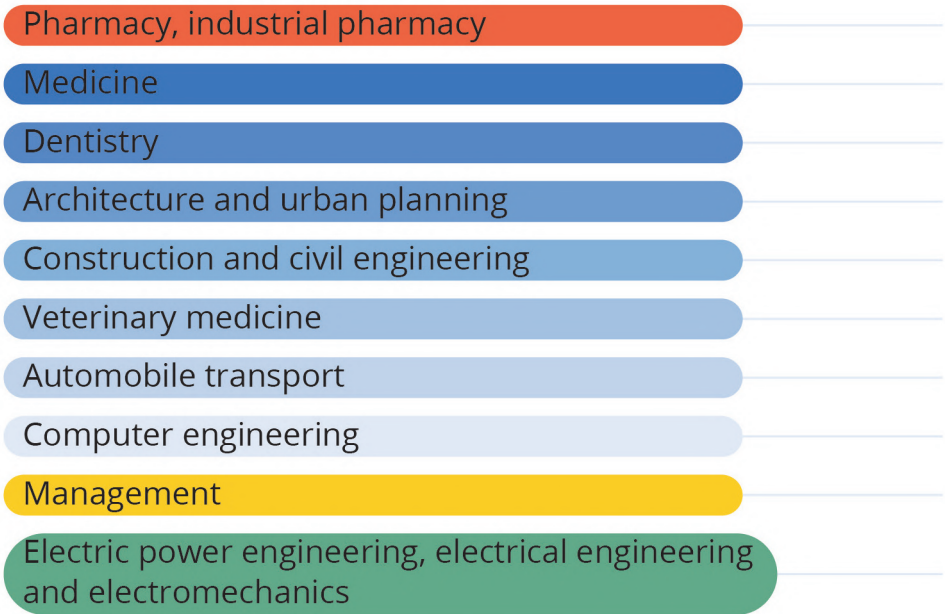 Pharmacy, industrial pharmacy
Medicine
Dentistry
Architecture and urban planning
Construction and civil engineering
Veterinary medicine
Automobile transport
Computer engineering
Management
Electric power engineering, electrical engineering
and electromechanics